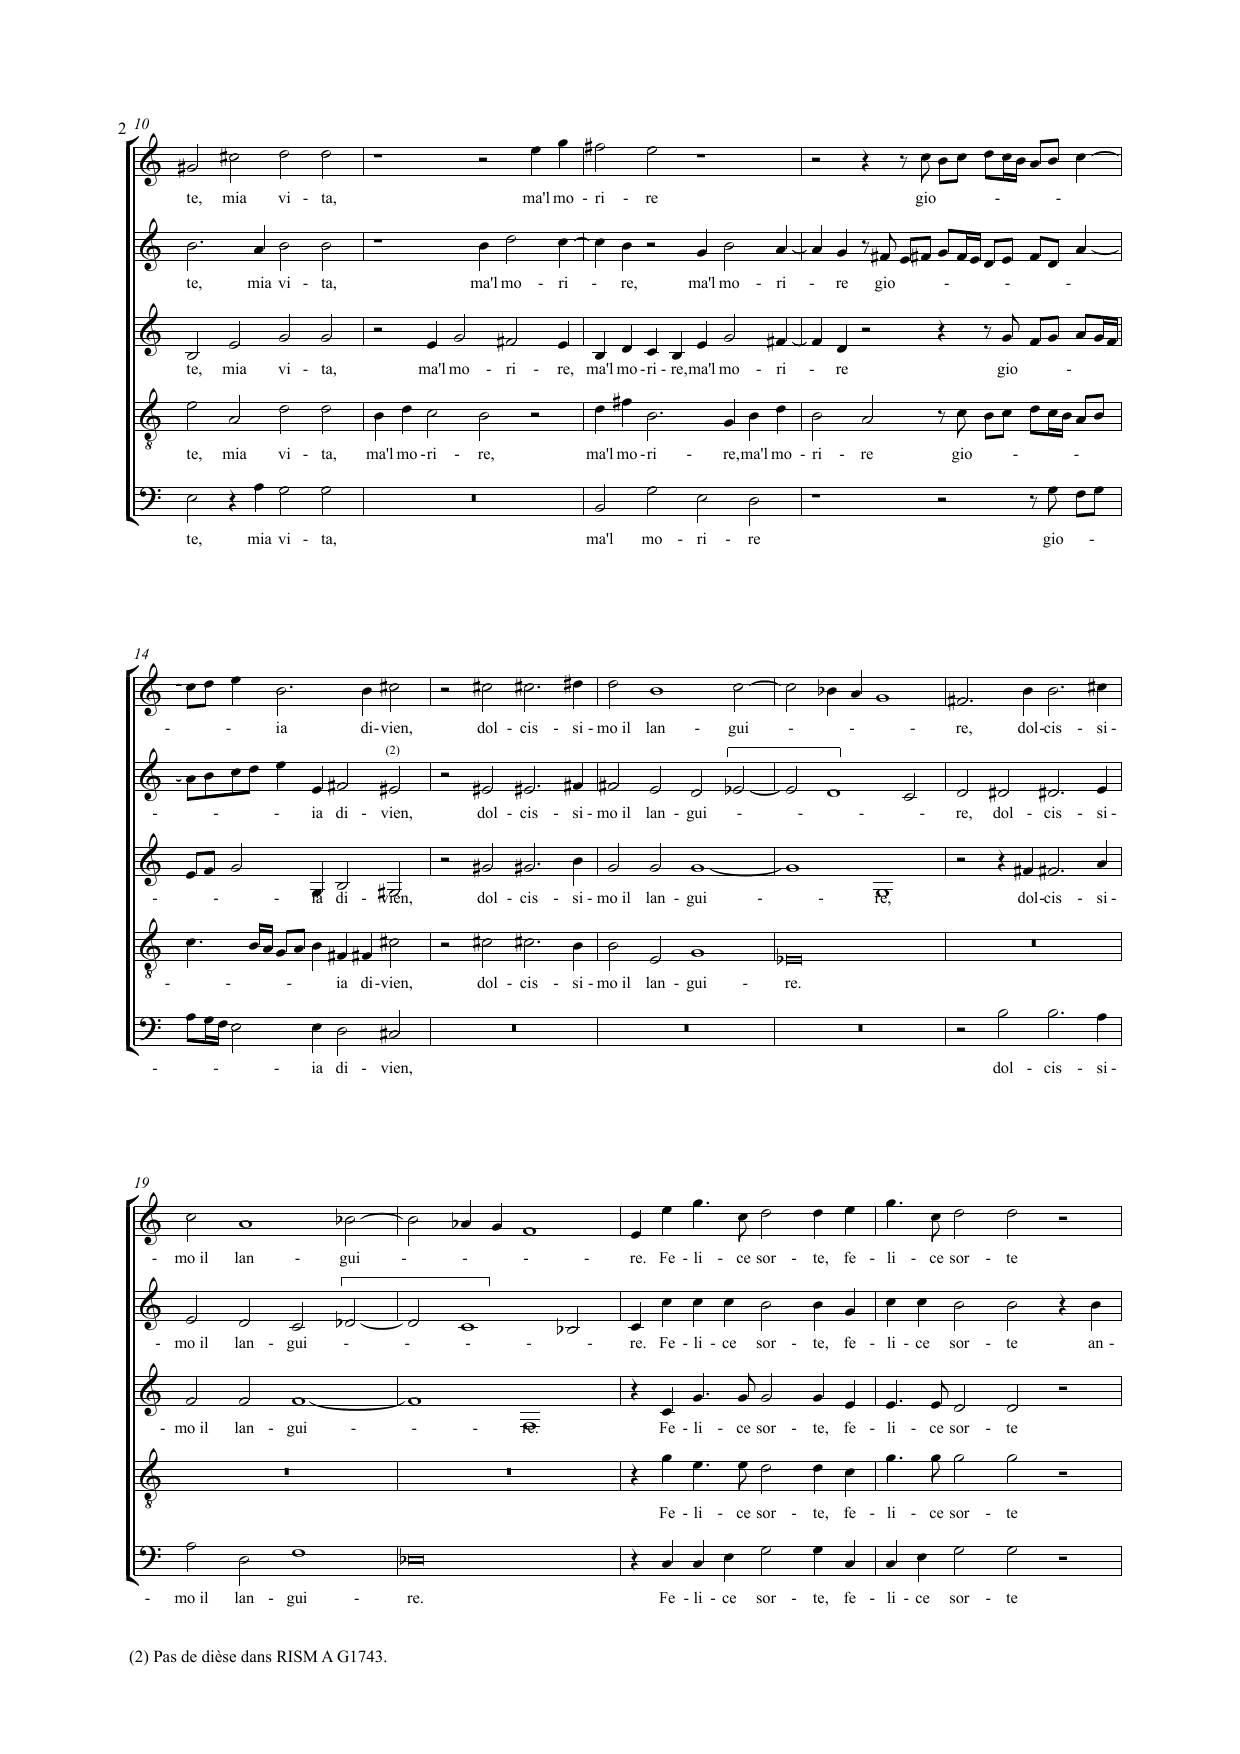 2 10
te, mia vi - ta, ma'l mo - ri - re gio - -
te, mia vi - ta, ma'l mo - ri - re, ma'l mo - ri - re gio - - -
te, mia vi - ta, ma'l mo - ri - re, ma'l mo - ri - re, ma'l mo - ri - re gio -
te, mia vi - ta, ma'l mo - ri - re, ma'l mo - ri - re, ma'l mo - ri - re gio - -
te, mia vi - ta, ma'l mo - ri - re gio -
14
- - ia di - vien, dol - cis - si - mo il lan - gui - - - re, dol - cis - si -
(2)
- - - ia di - vien, dol - cis - si - mo il lan - gui - - - - re, dol - cis - si -
- - - ia di - vien, dol - cis - si - mo il lan - gui - - re, dol - cis - si -
- - - ia di - vien, dol - cis - si - mo il lan - gui - re.
- - - ia di - vien, dol - cis - si -
19
- mo il lan - gui - - - - re. Fe - li - ce sor - te, fe - li - ce sor - te
- mo il lan - gui - - - - re. Fe - li - ce sor - te, fe - li - ce sor - te an -
- mo il lan - gui - - - re. Fe - li - ce sor - te, fe - li - ce sor - te
Fe - li - ce sor - te, fe - li - ce sor - te
- mo il lan - gui - re. Fe - li - ce sor - te, fe - li - ce sor - te
(2) Pas de dièse dans RISM A G1743.